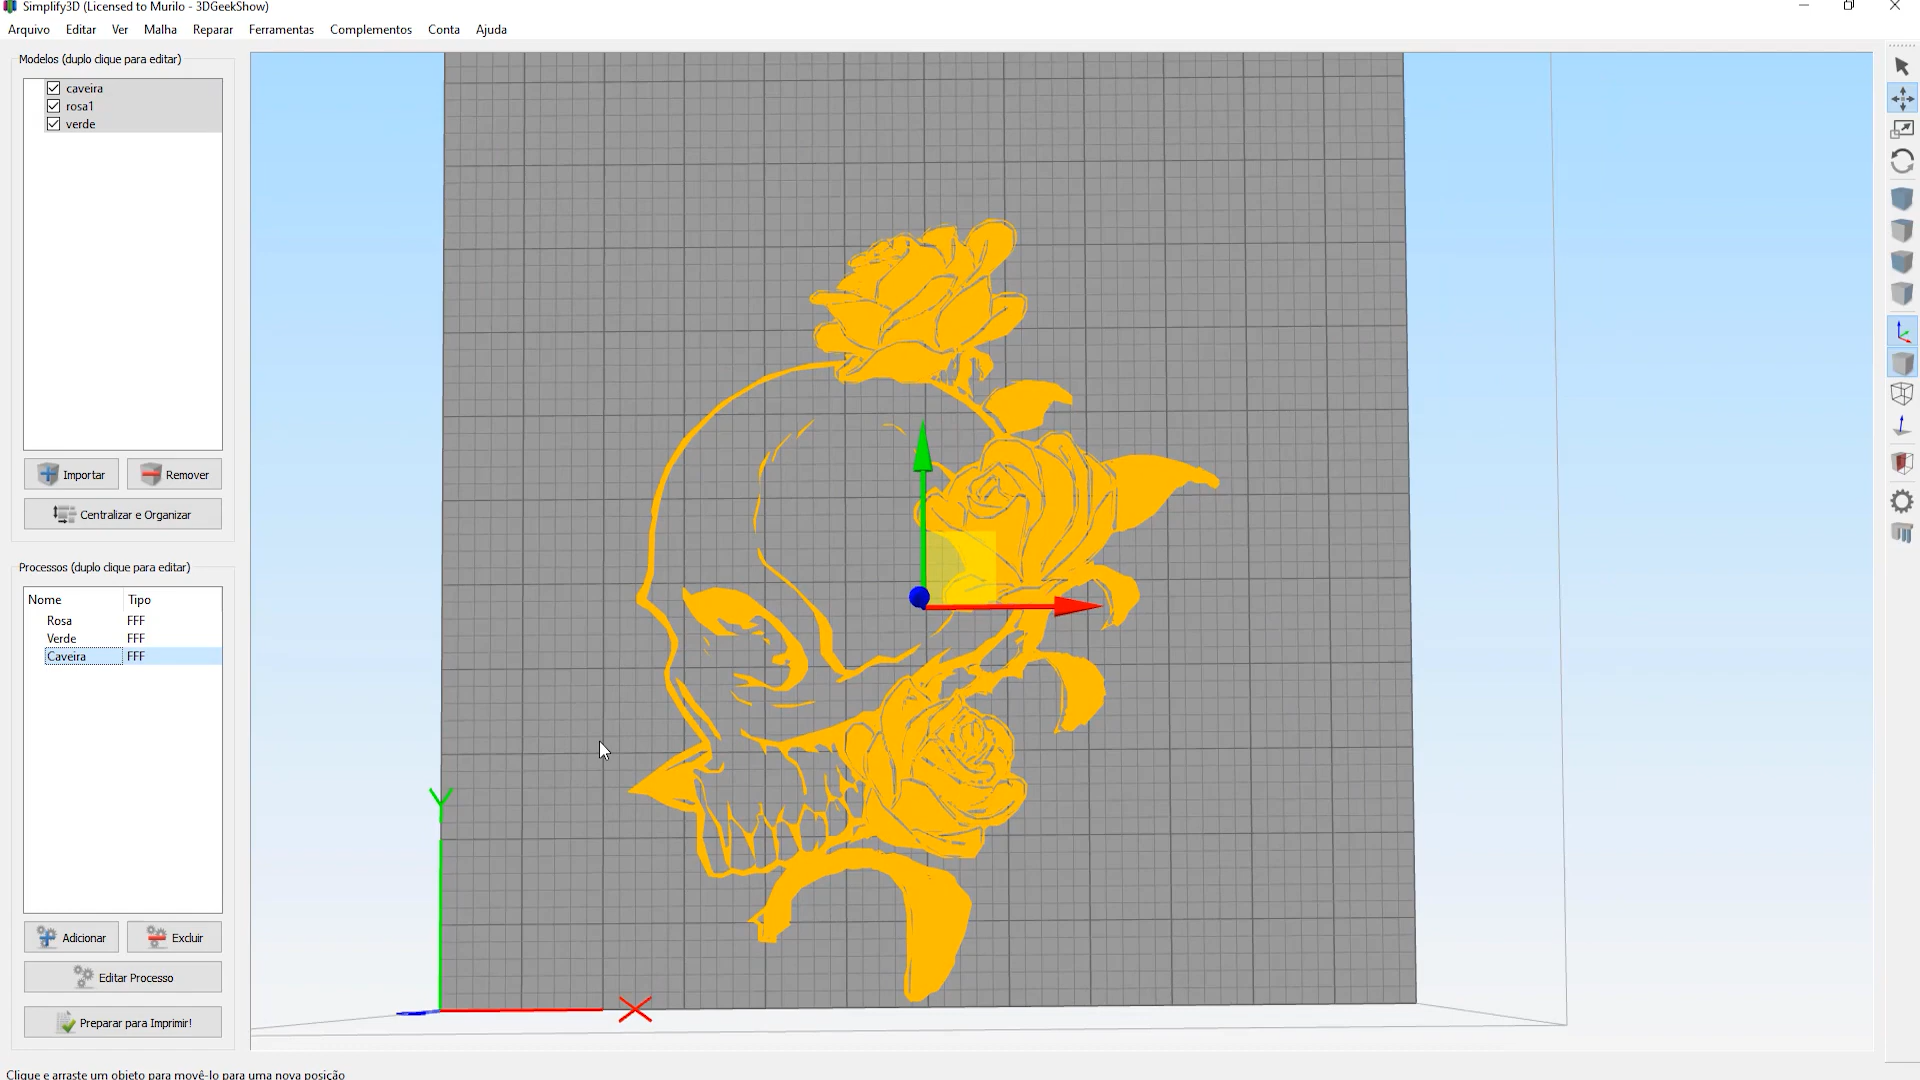 Simplify3D (Licensed to Murilo - 3DGeekShow)
Arquivo Editar Ver Malha Reparar Ferramentas Complementos Conta Ajuda
Modelos (duplo clique para editar)
caveira
rosa1
verde
Importar Remover
Centralizar e Organizar
Processos (duplo clique para editar)
Nome Tipo
Rosa FFF
Verde FFF
Caveira FFF
Adicionar Excluir
Editar Processo
Preparar para Imprimir!
Y
X
Clique e arraste um objeto para movê-lo para uma nova posição